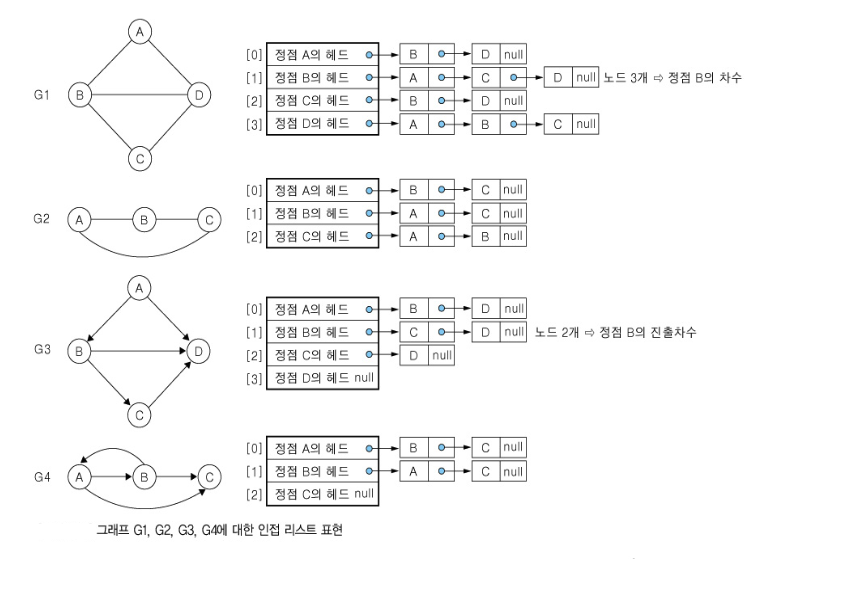 A
B
D
C
G1
[0] 정점 A의 헤드 B D null
[1] 정점 B의 헤드 A C D null 노드 3개 ⇨ 정점 B의 차수
[2] 정점 C의 헤드 B D null
[3] 정점 D의 헤드 A B C null
G2
A B C
[0] 정점 A의 헤드 B C null
[1] 정점 B의 헤드 A C null
[2] 정점 C의 헤드 A B null
A
B
D
C
G3
[0] 정점 A의 헤드 B D null
[1] 정점 B의 헤드 C D null 노드 2개 ⇨ 정점 B의 진출차수
[2] 정점 C의 헤드 D null
[3] 정점 D의 헤드 null
G4
A B C
[0] 정점 A의 헤드 B C null
[1] 정점 B의 헤드 A C null
[2] 정점 C의 헤드 null
그래프 G1, G2, G3, G4에 대한 인접 리스트 표현